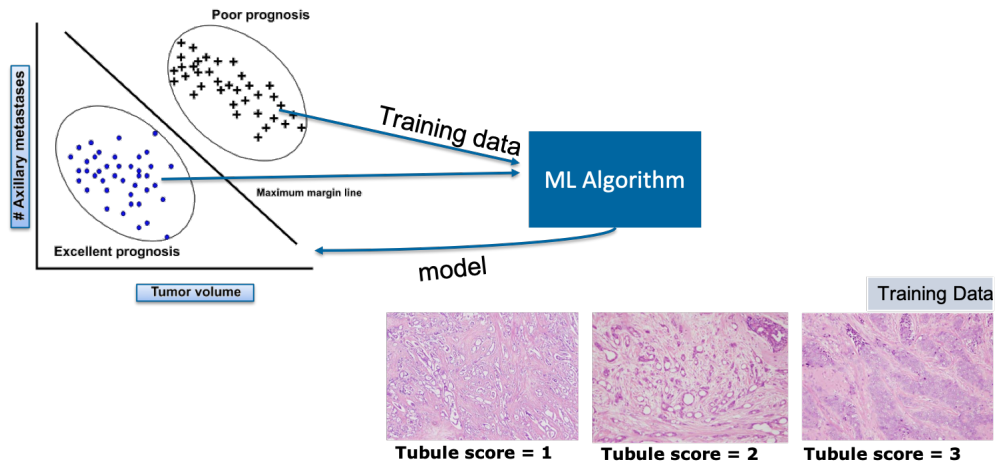 Poor prognosis
# Axillary metastases
Training data
ML Algorithm
Maximum margin line
Excellent prognosis
model
Tumor volume
Training Data
Tubule score = 1
Tubule score = 2
Tubule score = 3